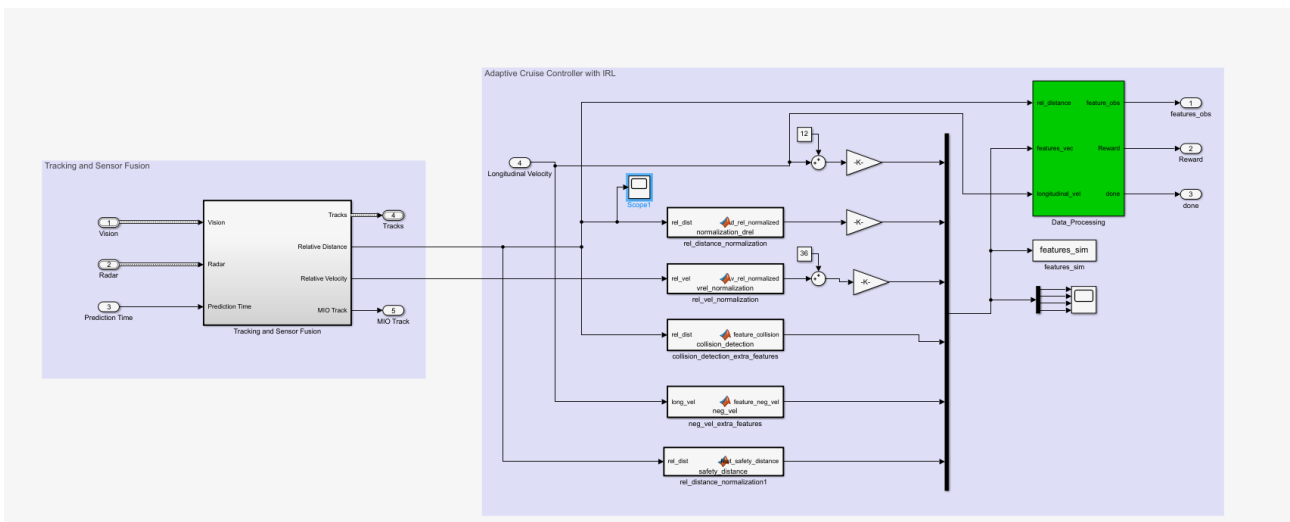 Adaptive Cruise Controller with IRL
Tracking and Sensor Fusion
1
Vision
2
Radar
3
Prediction Time
Vision
Radar
Prediction Time
Tracks
Relative Distance
Relative Velocity
MIO Track
Tracking and Sensor Fusion
4
Tracks
5
MIO Track
4
Longitudinal Velocity
Scope1
12
-K-
rel_dist
d_rel_normalized
normalization_drel
rel_distance_normalization
-K-
36
rel_vel
v_rel_normalized
vrel_normalization
rel_vel_normalization
-K-
rel_dist
feature_collision
collision_detection
collision_detection_extra_features
long_vel
feature_neg_vel
neg_vel
neg_vel_extra_features
rel_dist
safety_distance
rel_distance_normalization1
rel_distance
feature_obs
features_vec
Reward
longitudinal_vel
done
Data_Processing
1
features_obs
2
Reward
3
done
features_sim
features_sim